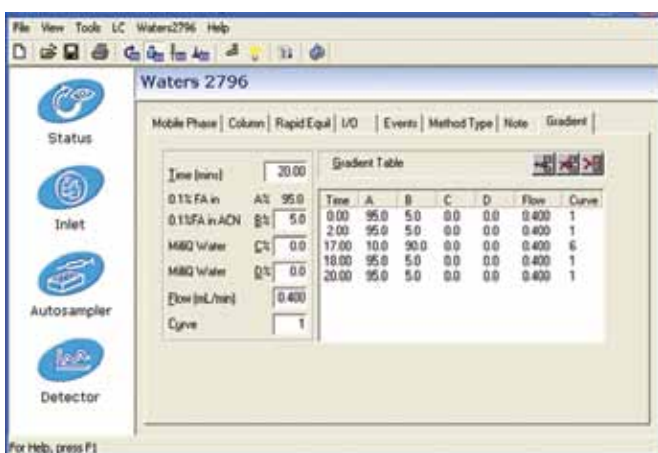 File View Tools LC Waters2796 Help
Waters 2796
Mobile Phase Column Rapid Equil I/O Events Method Type Note Gradient
Status
Inlet
Autosampler
Detector
Time (mins) 20.00
0.1% FA in A% 95.0
0.1%FA in ACN B% 5.0
MilliQ Water C% 0.0
MilliQ Water D% 0.0
Flow (mL/min) 0.400
Curve 1
Gradient Table
Time A B C D Flow Curve
0.00 95.0 5.0 0.0 0.0 0.400 1
2.00 95.0 5.0 0.0 0.0 0.400 1
17.00 10.0 90.0 0.0 0.0 0.400 6
18.00 95.0 5.0 0.0 0.0 0.400 1
20.00 95.0 5.0 0.0 0.0 0.400 1
For Help, press F1